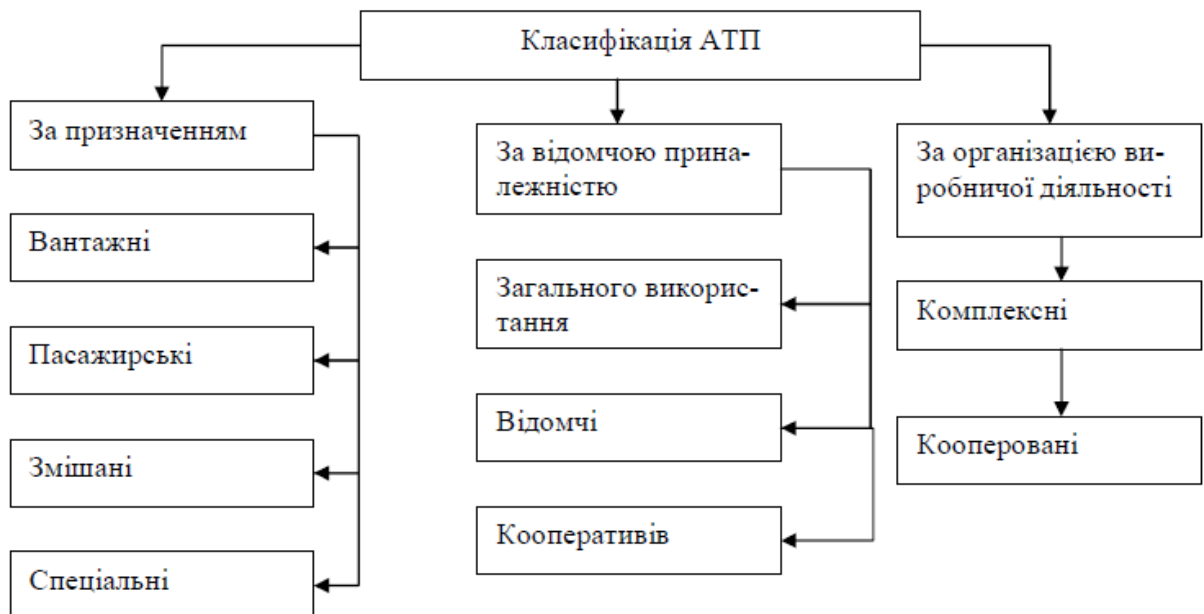 Класифікація АТП
За призначенням
Вантажні
Пасажирські
Змішані
Спеціальні
За відомчою прина-
лежністю
Загального викорис-
тання
Відомчі
Кооперативів
За організацією ви-
робничої діяльності
Комплексні
Кооперовані